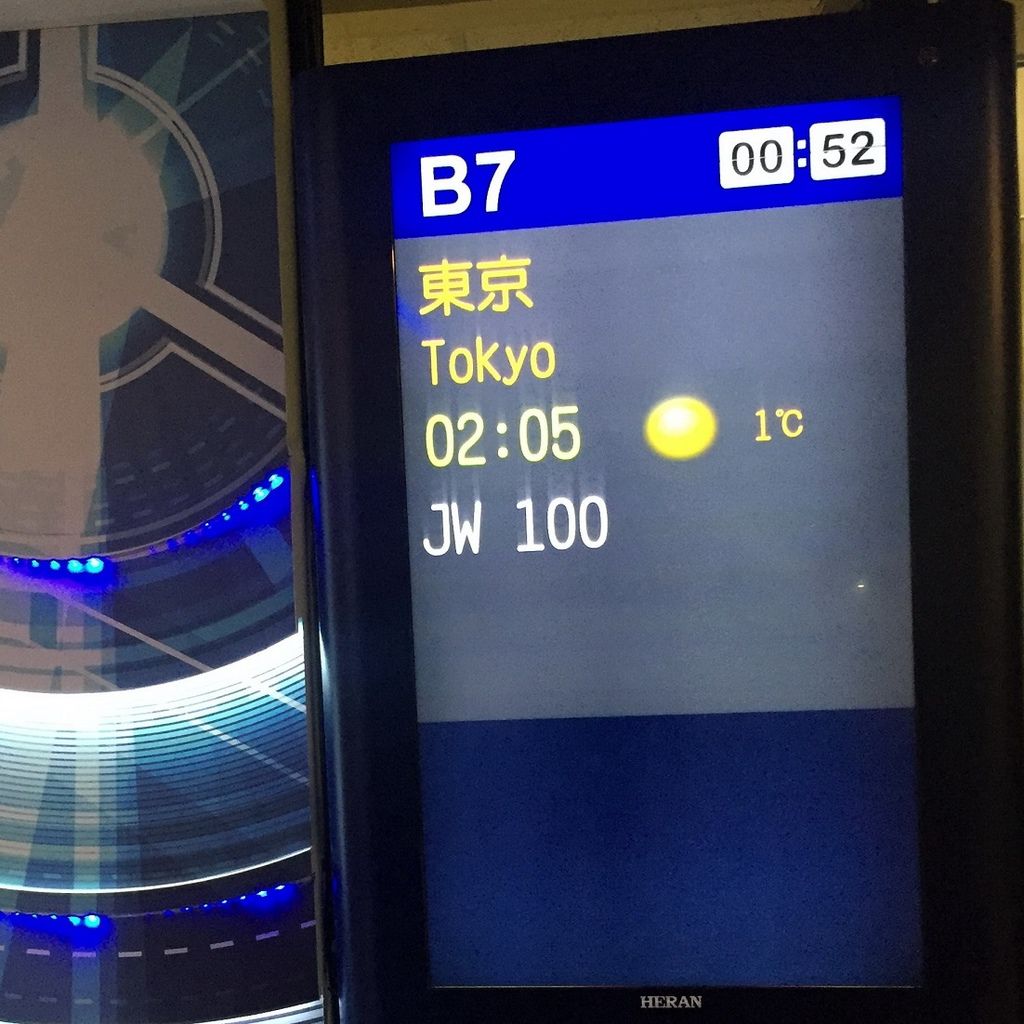 B7 00:52
東京
Tokyo
02:05 1℃
JW 100
HERAN